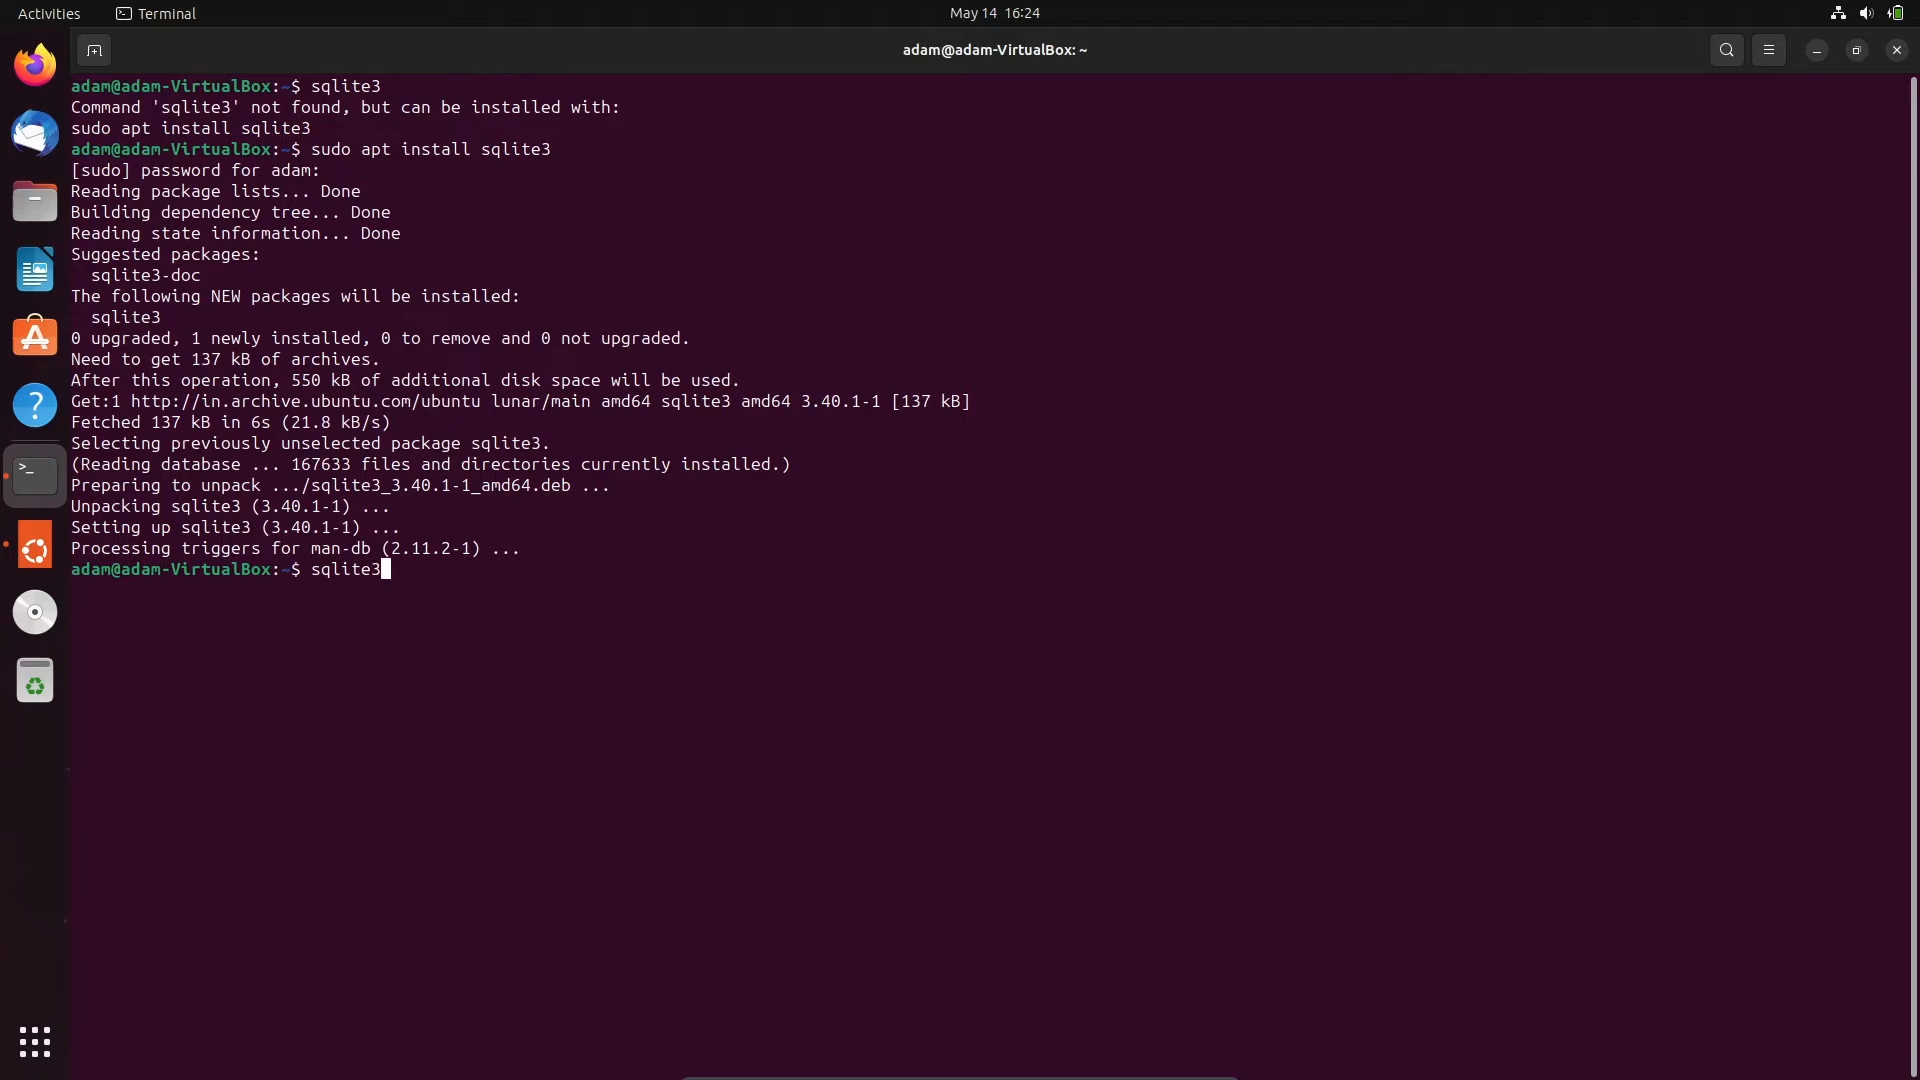 Activities Terminal May 14 16:24
adam@adam-VirtualBox: ~
adam@adam-VirtualBox:~$ sqlite3
Command 'sqlite3' not found, but can be installed with:
sudo apt install sqlite3
adam@adam-VirtualBox:~$ sudo apt install sqlite3
[sudo] password for adam:
Reading package lists... Done
Building dependency tree... Done
Reading state information... Done
Suggested packages:
  sqlite3-doc
The following NEW packages will be installed:
  sqlite3
0 upgraded, 1 newly installed, 0 to remove and 0 not upgraded.
Need to get 137 kB of archives.
After this operation, 550 kB of additional disk space will be used.
Get:1 http://in.archive.ubuntu.com/ubuntu lunar/main amd64 sqlite3 amd64 3.40.1-1 [137 kB]
Fetched 137 kB in 6s (21.8 kB/s)
Selecting previously unselected package sqlite3.
(Reading database ... 167633 files and directories currently installed.)
Preparing to unpack .../sqlite3_3.40.1-1_amd64.deb ...
Unpacking sqlite3 (3.40.1-1) ...
Setting up sqlite3 (3.40.1-1) ...
Processing triggers for man-db (2.11.2-1) ...
adam@adam-VirtualBox:~$ sqlite3